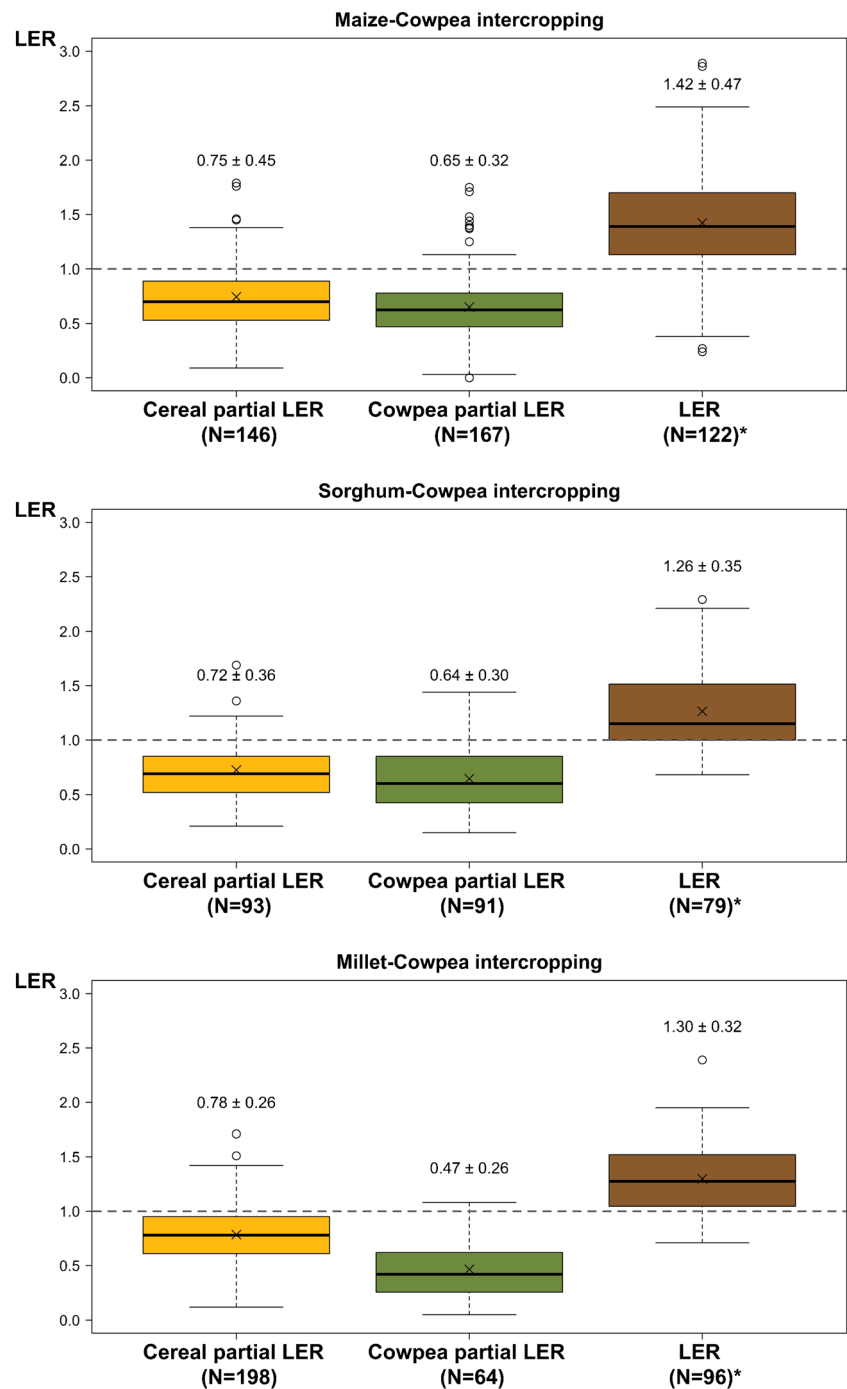 Maize-Cowpea intercropping
LER
3.0
2.5
2.0
1.5
1.0
0.5
0.0
0.75 ± 0.45
0.65 ± 0.32
1.42 ± 0.47
Cereal partial LER
(N=146)
Cowpea partial LER
(N=167)
LER
(N=122)*
Sorghum-Cowpea intercropping
LER
3.0
2.5
2.0
1.5
1.0
0.5
0.0
0.72 ± 0.36
0.64 ± 0.30
1.26 ± 0.35
Cereal partial LER
(N=93)
Cowpea partial LER
(N=91)
LER
(N=79)*
Millet-Cowpea intercropping
LER
3.0
2.5
2.0
1.5
1.0
0.5
0.0
0.78 ± 0.26
0.47 ± 0.26
1.30 ± 0.32
Cereal partial LER
(N=198)
Cowpea partial LER
(N=64)
LER
(N=96)*